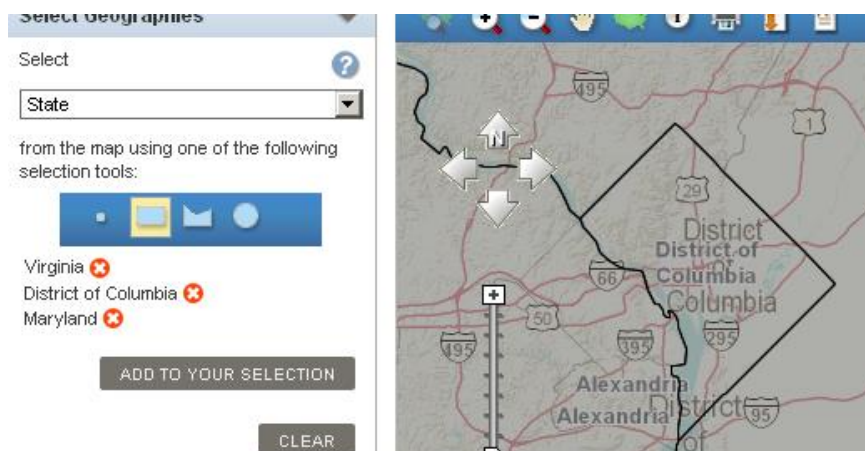 Select Geographies
Select
State
from the map using one of the following
selection tools:
Virginia
District of Columbia
Maryland
ADD TO YOUR SELECTION
CLEAR
N
495
1
29
District
of
Columbia
District of
Columbia
66
50
495
395
295
Alexandria
Alexandria
District
of
95